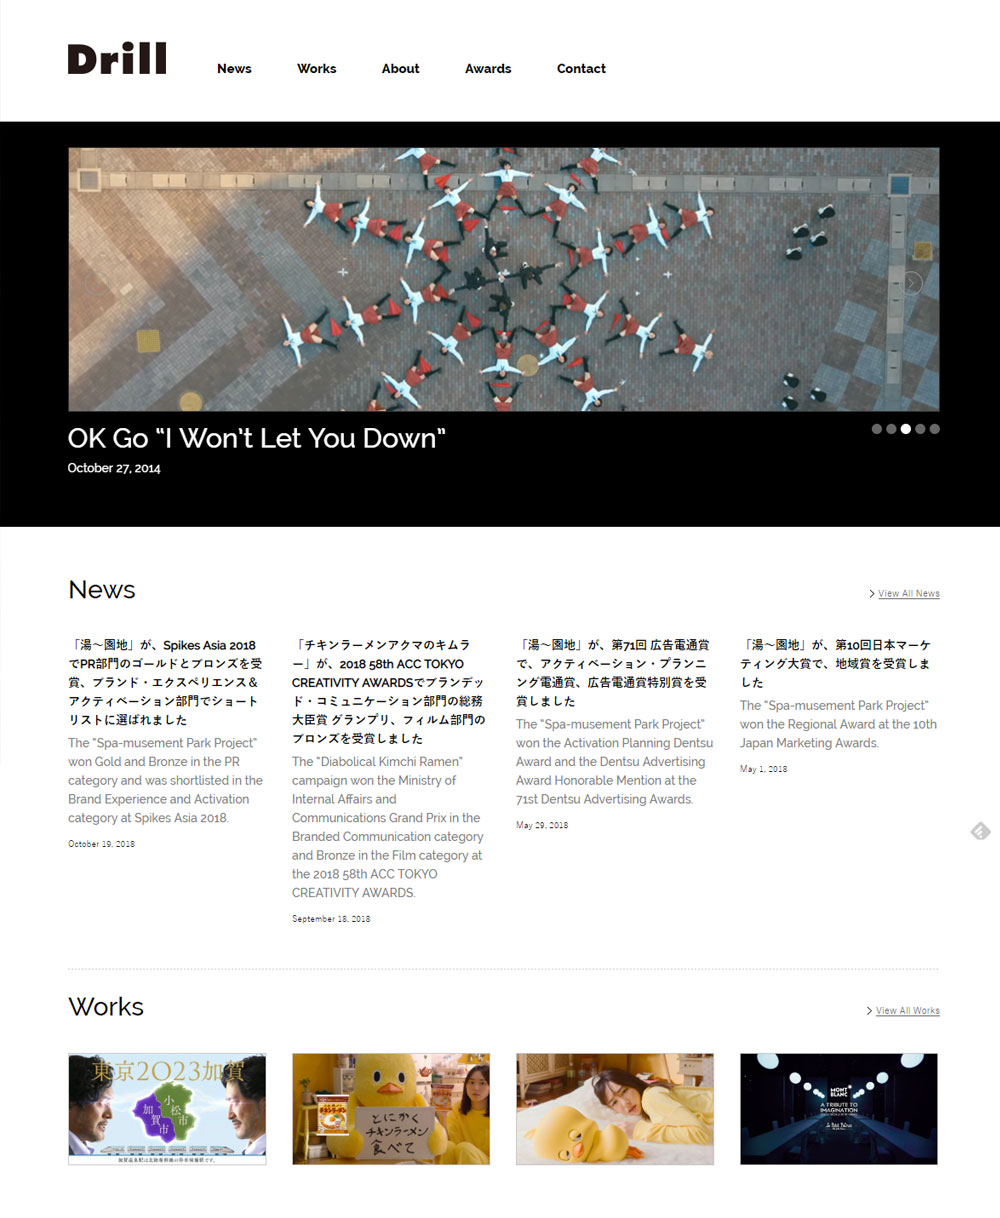 Drill
News
Works
About
Awards
Contact
OK Go “I Won’t Let You Down”
October 27, 2014
News
View All News
「湯～園地」が、Spikes Asia 2018
でPR部門のゴールドとブロンズを受
賞、ブランド・エクスペリエンス＆
アクティベーション部門でショート
リストに選ばれました
The "Spa-musement Park Project"
won Gold and Bronze in the PR
category and was shortlisted in the
Brand Experience and Activation
category at Spikes Asia 2018.
October 19, 2018
「チキンラーメンアクマのキムラ
ー」が、2018 58th ACC TOKYO
CREATIVITY AWARDSでブランデッ
ド・コミュニケーション部門の総務
大臣賞 グランプリ、フィルム部門の
ブロンズを受賞しました
The "Diabolical Kimchi Ramen"
campaign won the Ministry of
Internal Affairs and
Communications Grand Prix in the
Branded Communication category
and Bronze in the Film category at
the 2018 58th ACC TOKYO
CREATIVITY AWARDS.
September 18, 2018
「湯～園地」が、第71回 広告電通賞
で、アクティベーション・プランニ
ング電通賞、広告電通賞特別賞を受
賞しました
The "Spa-musement Park Project"
won the Activation Planning Dentsu
Award and the Dentsu Advertising
Award Honorable Mention at the
71st Dentsu Advertising Awards.
May 29, 2018
「湯～園地」が、第10回日本マーケ
ティング大賞で、地域賞を受賞しま
した
The "Spa-musement Park Project"
won the Regional Award at the 10th
Japan Marketing Awards.
May 1, 2018
Works
View All Works
東京2023加賀
小松市
加賀市
チキンラーメン
とにかく
チキンラーメン
食べて
MONT
BLANC
A TRIBUTE TO
IMAGINATION